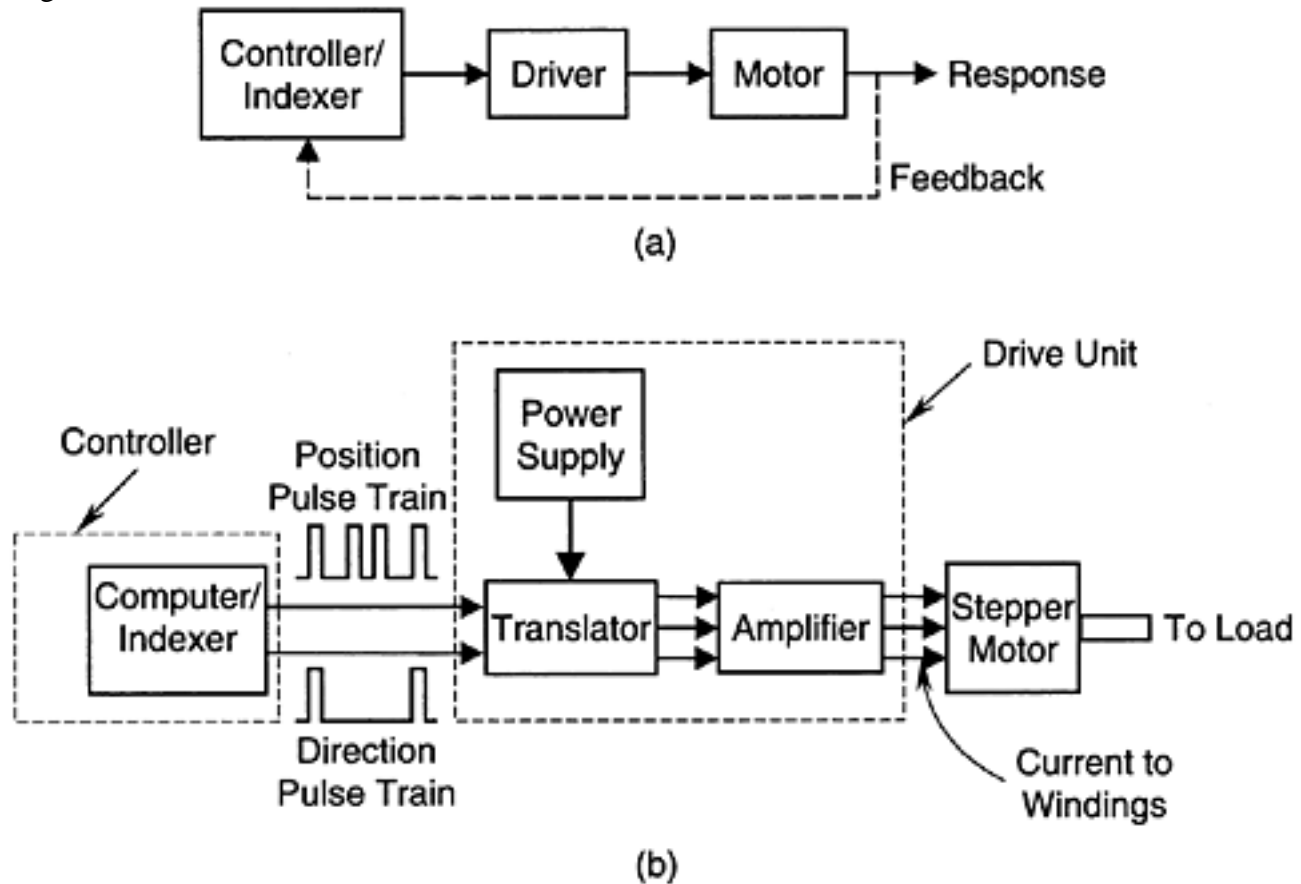 Controller/
Indexer
Driver
Motor
Response
Feedback
(a)
Drive Unit
Power
Supply
Controller
Position
Pulse Train
Computer/
Indexer
Translator
Amplifier
Stepper
Motor
To Load
Direction
Pulse Train
Current to
Windings
(b)